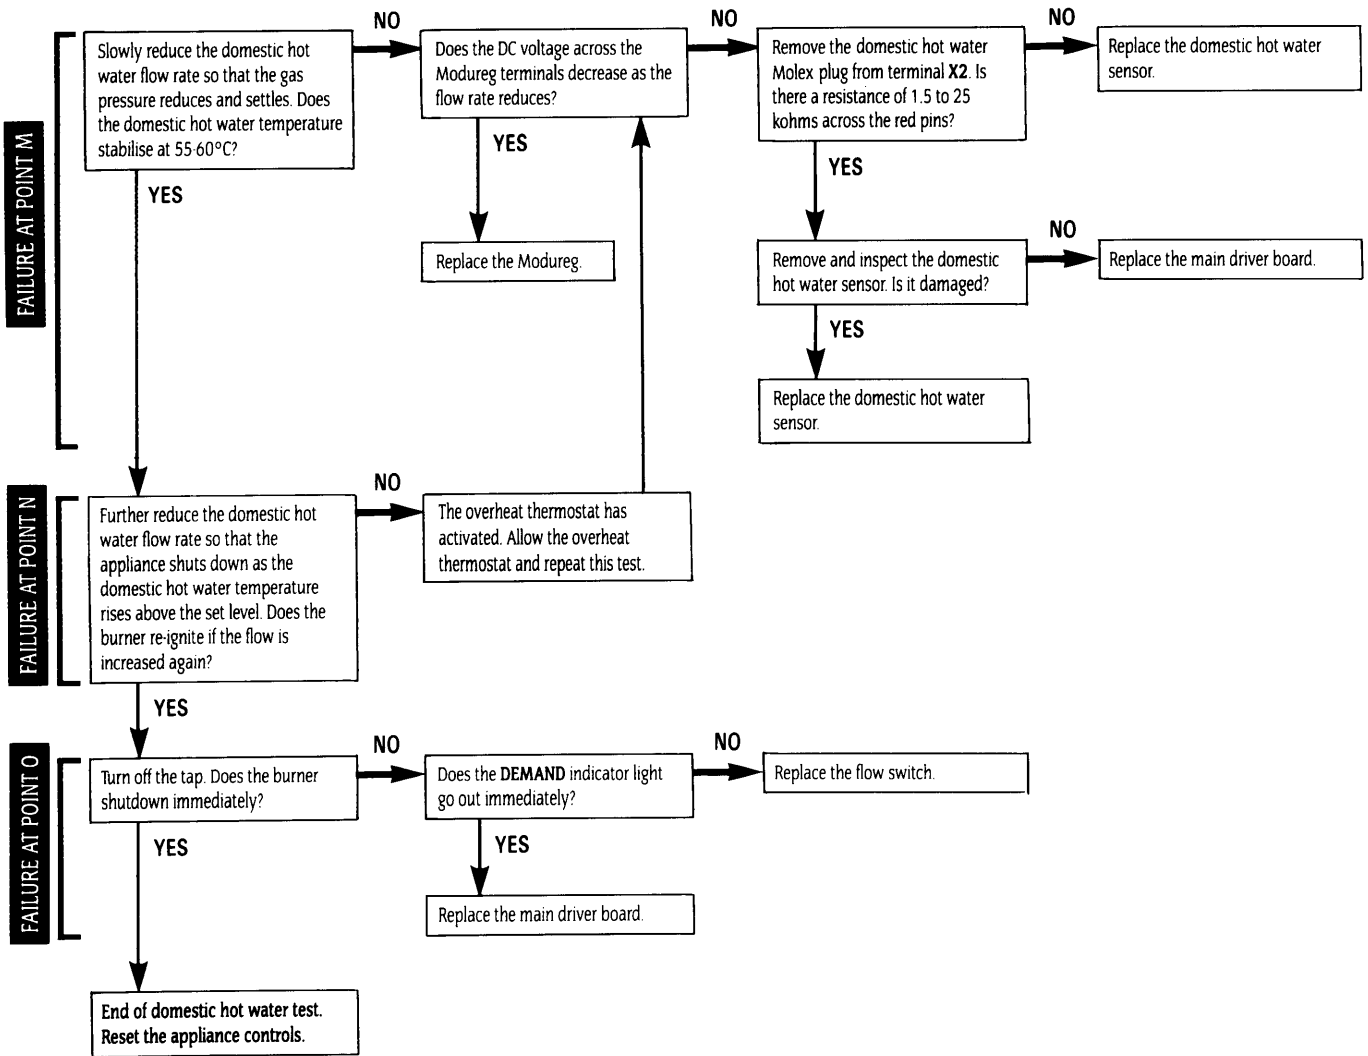 FAILURE AT POINT M
Slowly reduce the domestic hot
water flow rate so that the gas
pressure reduces and settles. Does
the domestic hot water temperature
stabilise at 55-60°C?
NO
YES
Does the DC voltage across the
Modureg terminals decrease as the
flow rate reduces?
NO
YES
Replace the Modureg.
Remove the domestic hot water
Molex plug from terminal X2. Is
there a resistance of 1.5 to 25
kohms across the red pins?
NO
Replace the domestic hot water
sensor.
YES
Remove and inspect the domestic
hot water sensor. Is it damaged?
NO
Replace the main driver board.
YES
Replace the domestic hot water
sensor.
FAILURE AT POINT N
Further reduce the domestic hot
water flow rate so that the
appliance shuts down as the
domestic hot water temperature
rises above the set level. Does the
burner re-ignite if the flow is
increased again?
NO
The overheat thermostat has
activated. Allow the overheat
thermostat and repeat this test.
YES
FAILURE AT POINT O
Turn off the tap. Does the burner
shutdown immediately?
NO
Does the DEMAND indicator light
go out immediately?
NO
Replace the flow switch.
YES
YES
Replace the main driver board.
End of domestic hot water test.
Reset the appliance controls.